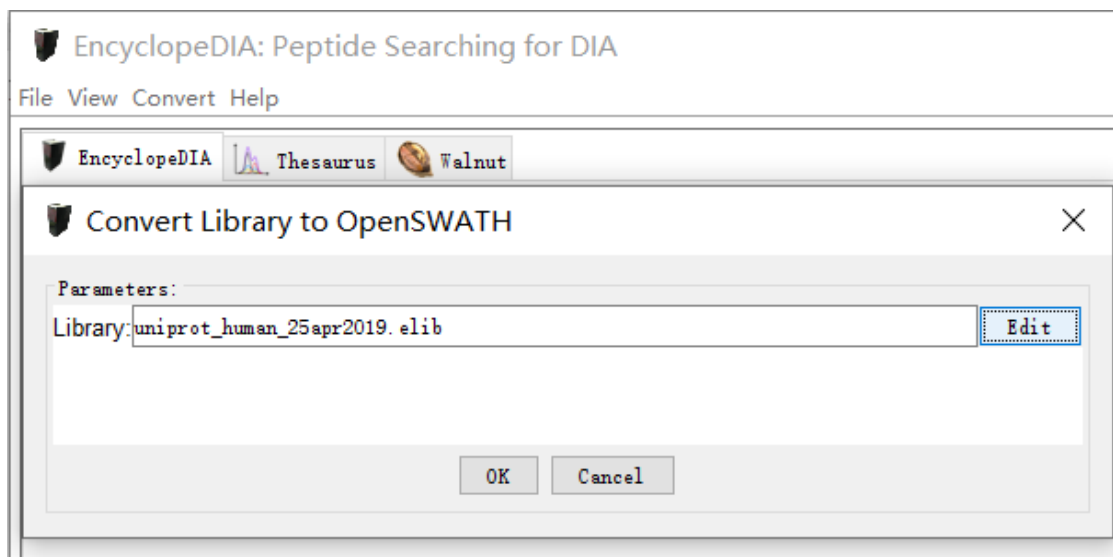 EncyclopeDIA: Peptide Searching for DIA
File View Convert Help
EncyclopeDIA Thesaurus Walnut
Convert Library to OpenSWATH
Parameters:
Library: uniprot_human_25apr2019.elib Edit
OK Cancel